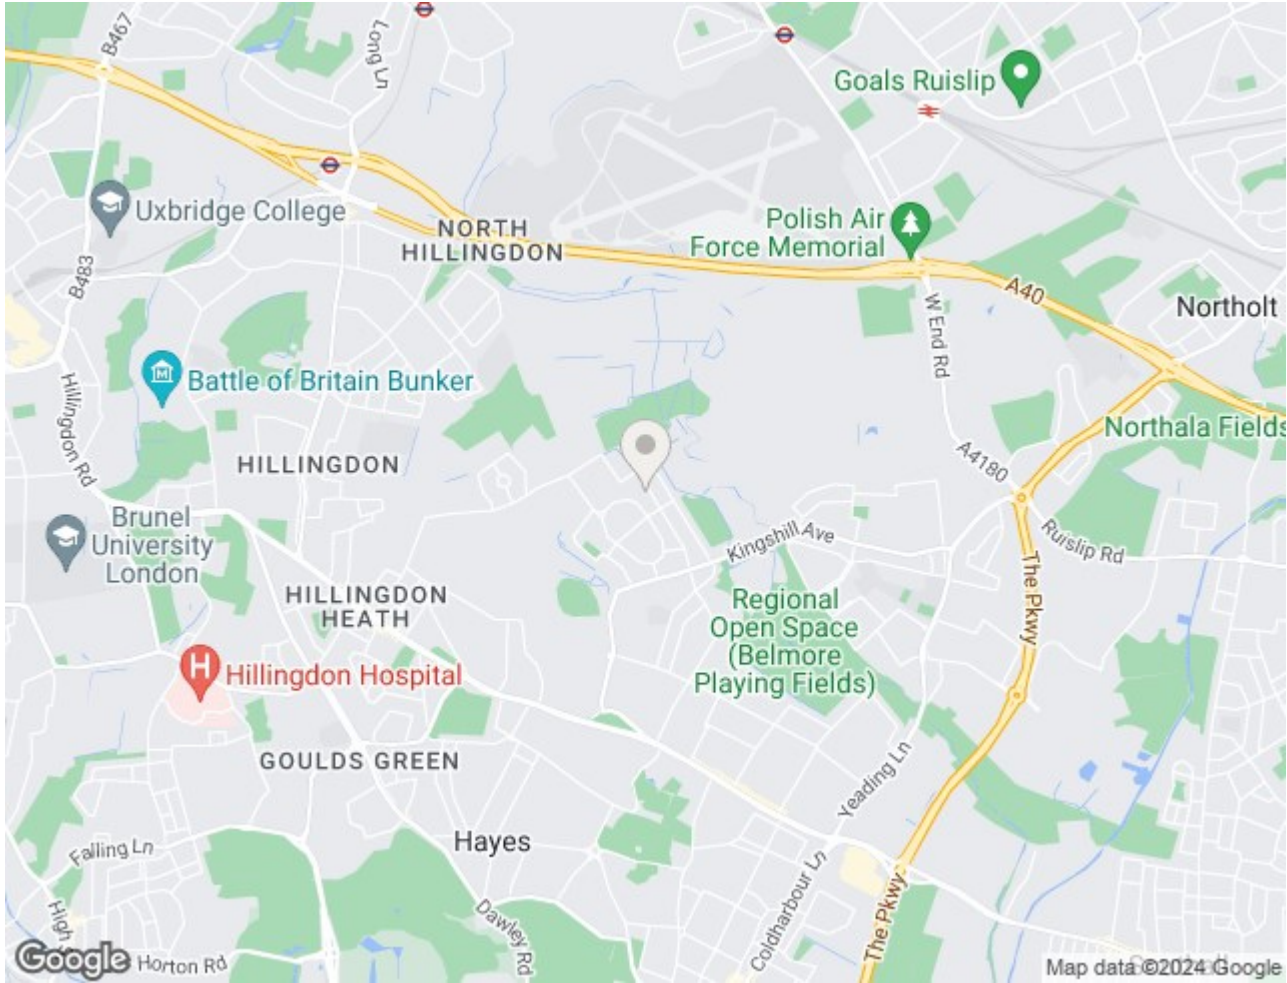 B467
Long Ln
Goals Ruislip
Uxbridge College
NORTH
HILLINGDON
Polish Air
Force Memorial
B483
A40
W End Rd
Northolt
Battle of Britain Bunker
Hillingdon Rd
Northala Fields
HILLINGDON
A4180
Brunel
University
London
Kingshill Ave
Ruislip Rd
The Pkwy
HILLINGDON
HEATH
Regional
Open Space
(Belmore
Playing Fields)
H
Hillingdon Hospital
GOULDS GREEN
Yeading Ln
Falling Ln
Hayes
Coldharbour Ln
The Pkwy
High
Dawley Rd
Horton Rd
Google
Map data ©2024 Google